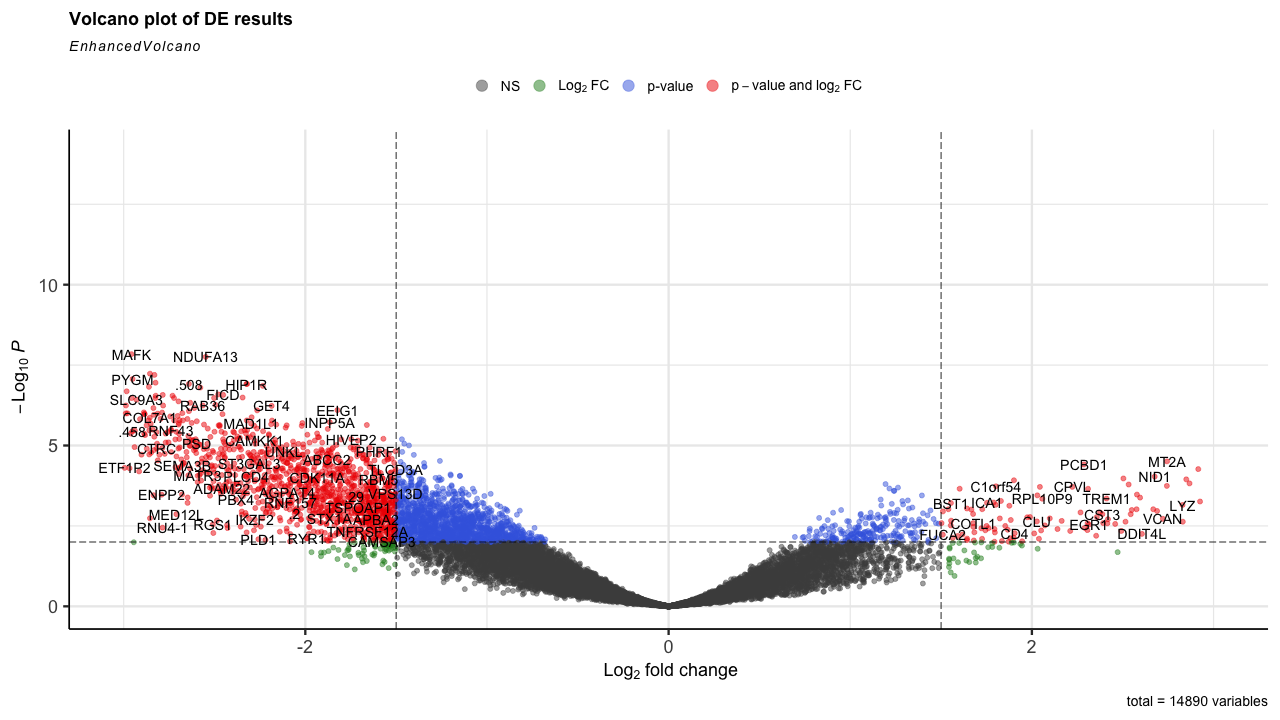 Volcano plot of DE results
EnhancedVolcano
NS Log2 FC p-value p – value and log2 FC
10
5
0
– Log10 P
MAFK NDUFA13
PYGM .508 HIP1R
SLC9A3 FICD
RAB36 GET4
COL7A1 EEIG1
MAD1L1 INPP5A
.458 RNF43
PSD CAMKK1 HIVEP2
CTRC UNKL PHRF1
ETF1P2 SEMA3B ST3GAL3 ABCC2 TLCD3A
MATR3 PLCD4 CDK11A RBM5
ADAM22
ENPP2 PBX4 AGPAT4 29 VPS13D
RNF157 TSPOAP1
MED12L IKZF2 2 STX1A APBA2
RNU4-1 RGS1 TNFRSF12A
PLD1 RYR1 CAMSAP3
PCBD1 MT2A
NID1
C1orf54 CPVL
BST1 ICA1 RPL10P9 TREM1 LYZ
CST3 VCAN
COTL1 CLU EGR1
FUCA2 CD4 DDIT4L
-2 0 2
Log2 fold change
total = 14890 variables